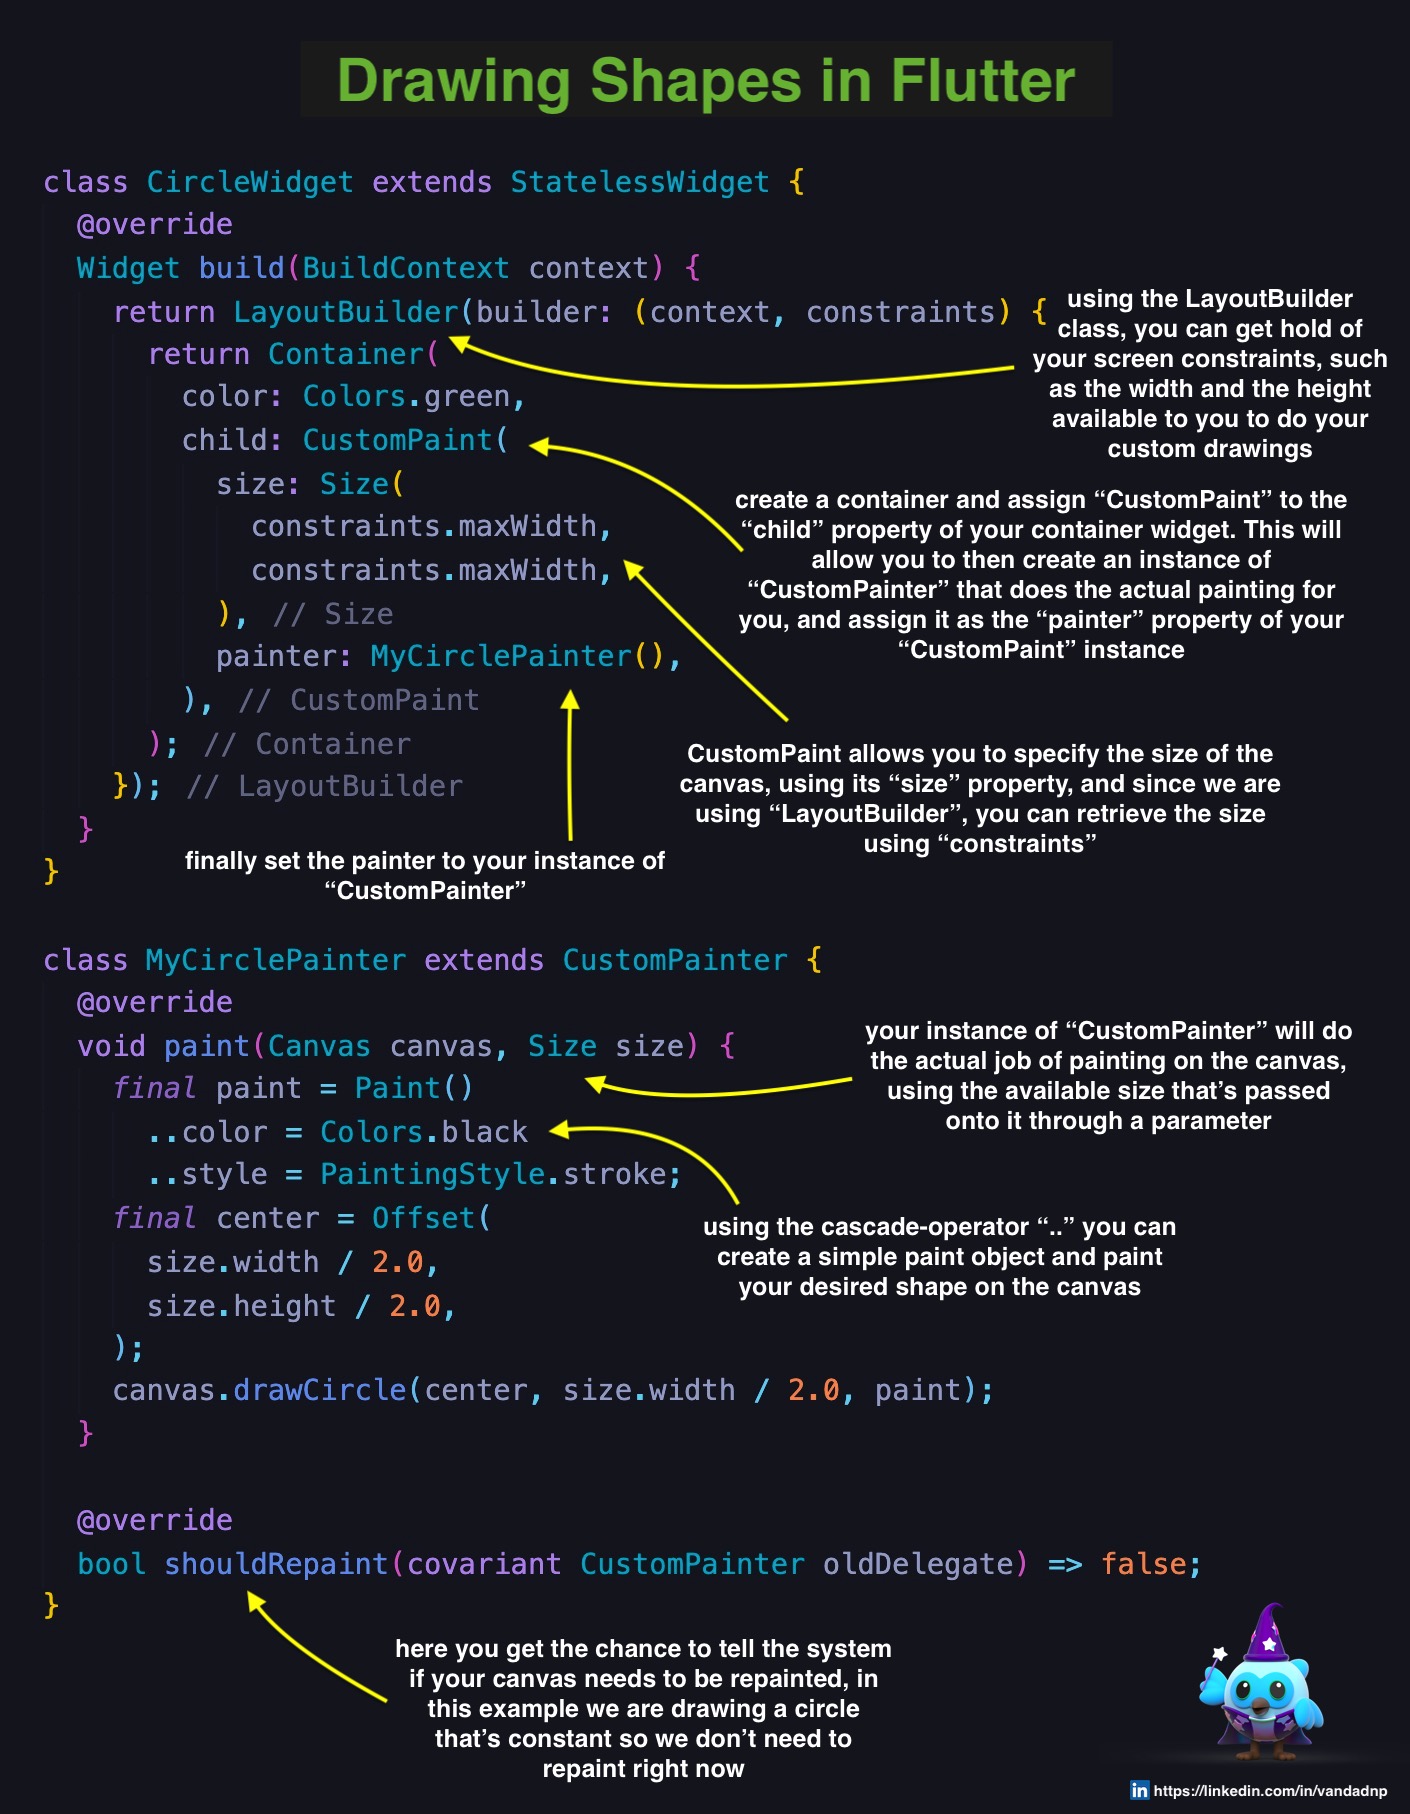 Drawing Shapes in Flutter
class CircleWidget extends StatelessWidget {
@override
Widget build(BuildContext context) {
return LayoutBuilder(builder: (context, constraints) {
return Container(
color: Colors.green,
child: CustomPaint(
size: Size(
constraints.maxWidth,
constraints.maxWidth,
), // Size
painter: MyCirclePainter(),
), // CustomPaint
); // Container
}); // LayoutBuilder
}
}
using the LayoutBuilder
class, you can get hold of
your screen constraints, such
as the width and the height
available to you to do your
custom drawings
create a container and assign “CustomPaint” to the
“child” property of your container widget. This will
allow you to then create an instance of
“CustomPainter” that does the actual painting for
you, and assign it as the “painter” property of your
“CustomPaint” instance
CustomPaint allows you to specify the size of the
canvas, using its “size” property, and since we are
using “LayoutBuilder”, you can retrieve the size
using “constraints”
finally set the painter to your instance of
“CustomPainter”
class MyCirclePainter extends CustomPainter {
@override
void paint(Canvas canvas, Size size) {
final paint = Paint()
..color = Colors.black
..style = PaintingStyle.stroke;
final center = Offset(
size.width / 2.0,
size.height / 2.0,
);
canvas.drawCircle(center, size.width / 2.0, paint);
}
@override
bool shouldRepaint(covariant CustomPainter oldDelegate) => false;
}
your instance of “CustomPainter” will do
the actual job of painting on the canvas,
using the available size that’s passed
onto it through a parameter
using the cascade-operator “..” you can
create a simple paint object and paint
your desired shape on the canvas
here you get the chance to tell the system
if your canvas needs to be repainted, in
this example we are drawing a circle
that’s constant so we don’t need to
repaint right now
in https://linkedin.com/in/vandadnp